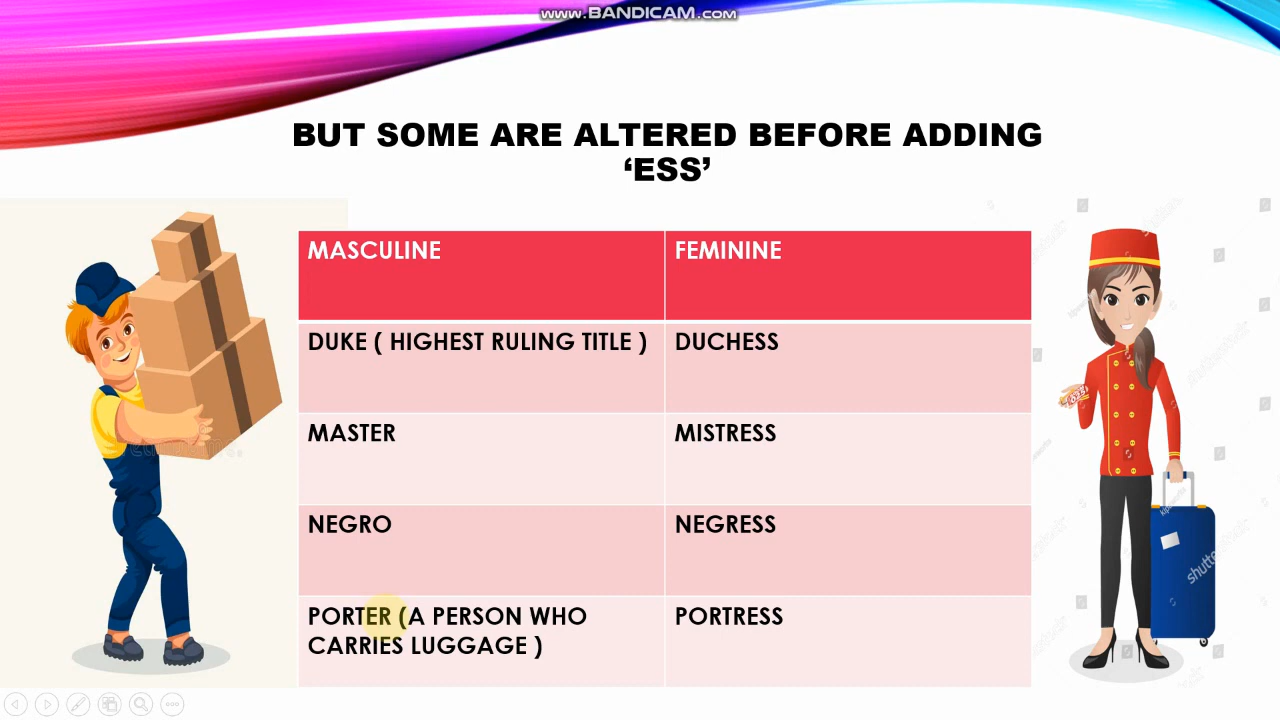 www.BANDICAM.com
BUT SOME ARE ALTERED BEFORE ADDING
‘ESS’
MASCULINE
FEMININE
DUKE ( HIGHEST RULING TITLE )
DUCHESS
MASTER
MISTRESS
NEGRO
NEGRESS
PORTER (A PERSON WHO
CARRIES LUGGAGE )
PORTRESS